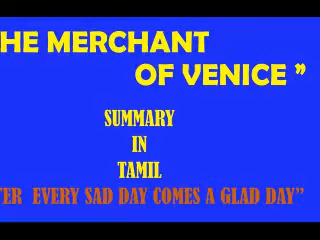 HE MERCHANT
OF VENICE ”
SUMMARY
IN
TAMIL
TER EVERY SAD DAY COMES A GLAD DAY”